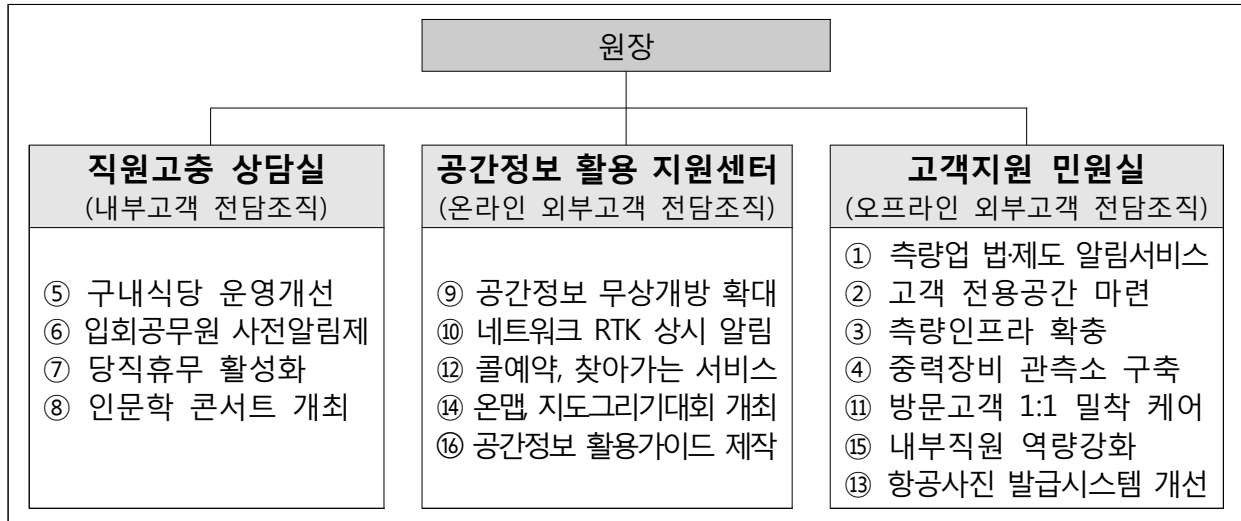 원장
직원고충 상담실
(내부고객 전담조직)
⑤ 구내식당 운영개선
⑥ 입회공무원 사전알림제
⑦ 당직휴무 활성화
⑧ 인문학 콘서트 개최
공간정보 활용 지원센터
(온라인 외부고객 전담조직)
⑨ 공간정보 무상개방 확대
⑩ 네트워크 RTK 상시 알림
⑫ 콜예약, 찾아가는 서비스
⑭ 온맵, 지도그리기대회 개최
⑯ 공간정보 활용가이드 제작
고객지원 민원실
(오프라인 외부고객 전담조직)
① 측량업 법·제도 알림서비스
② 고객 전용공간 마련
③ 측량인프라 확충
④ 중력장비 관측소 구축
⑪ 방문고객 1:1 밀착 케어
⑮ 내부직원 역량강화
⑬ 항공사진 발급시스템 개선